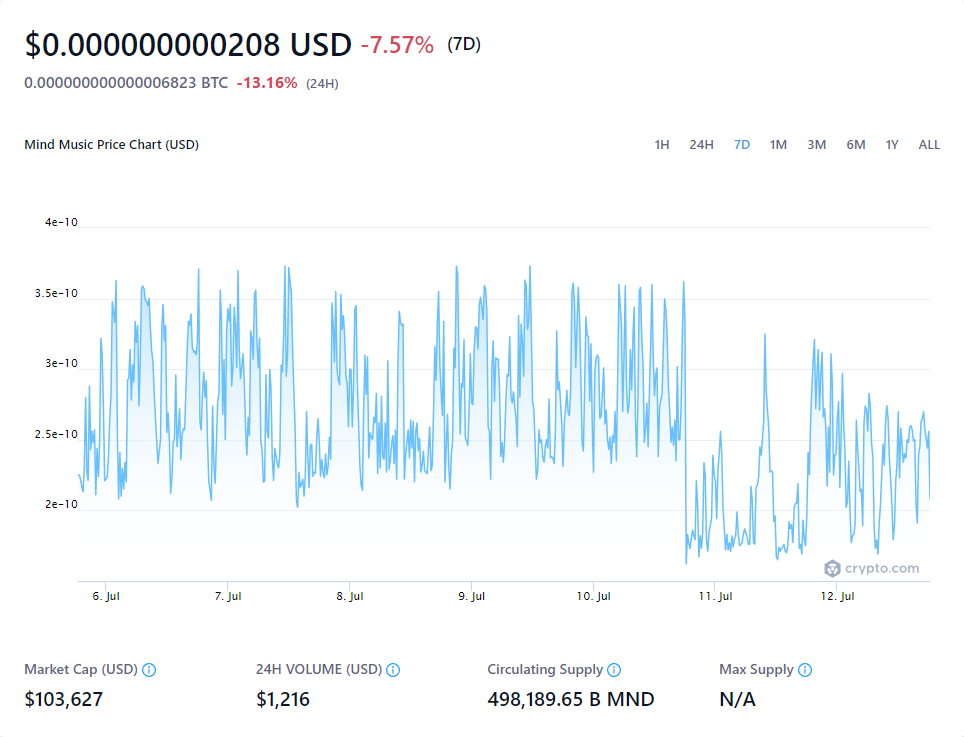 $0.000000000208 USD -7.57% (7D)
0.000000000000006823 BTC -13.16% (24H)
Mind Music Price Chart (USD) 1H 24H 7D 1M 3M 6M 1Y ALL
4e-10
3.5e-10
3e-10
2.5e-10
2e-10
crypto.com
6. Jul 7. Jul 8. Jul 9. Jul 10. Jul 11. Jul 12. Jul
Market Cap (USD) 24H VOLUME (USD) Circulating Supply Max Supply
$103,627 $1,216 498,189.65 B MND N/A